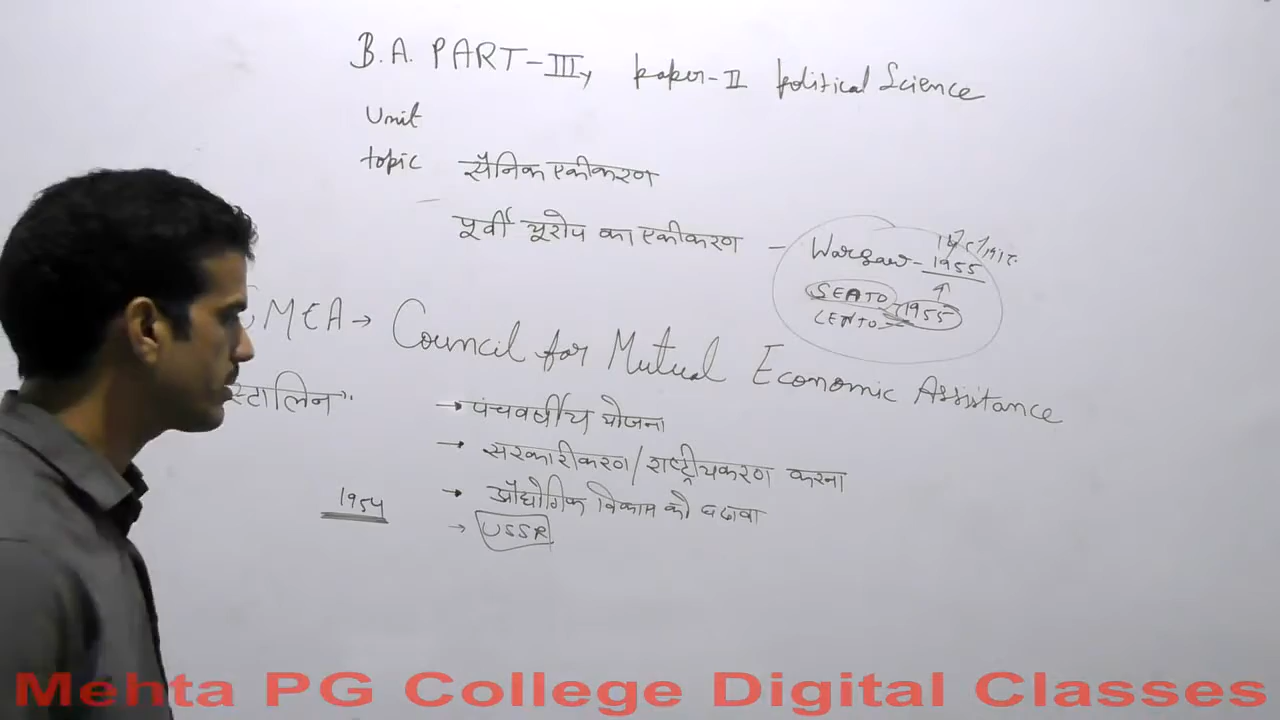 B.A. PART-III, paper-II political Science
Unit
topic सैनिक एकीकरण
पूर्वी यूरोप का एकीकरण - Warsaw-1955
SEATO 1955
CENTO
MEA → Council for Mutual Economic Assistance
स्टालिन"
→ पंचवर्षीय योजना
→ सरकारीकरण/राष्ट्रीयकरण करना
→ औद्योगिक विकास को बढ़ावा
1954
→ USSR
Mehta PG College Digital Classes